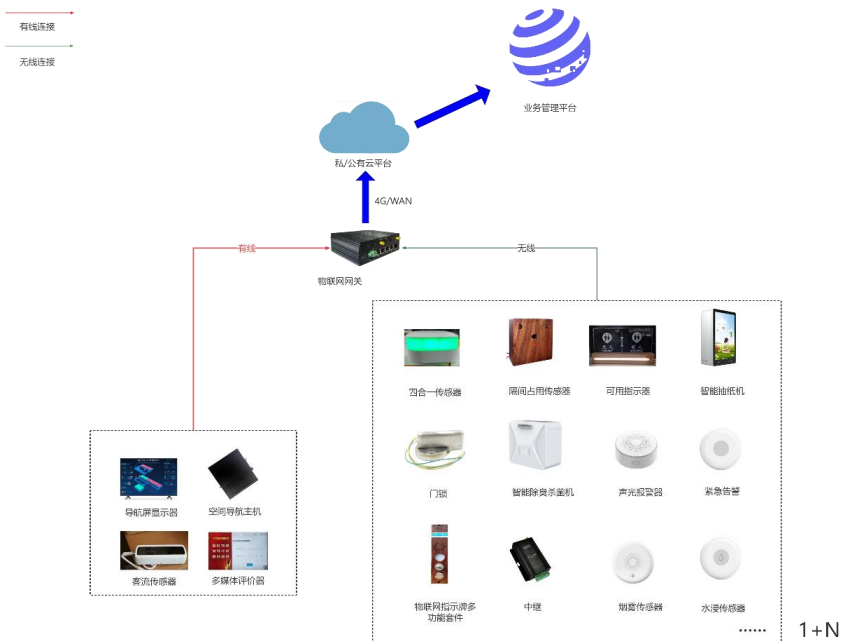 有线连接
无线连接
业务管理平台
私/公有云平台
4G/WAN
有线
无线
物联网网关
四合一传感器
隔间占用传感器
可用指示器
智能抽纸机
门锁
智能除臭杀菌机
声光报警器
紧急告警
导航屏显示器
空间导航主机
客流传感器
多媒体评价器
物联网指示牌多
功能套件
中继
烟雾传感器
水浸传感器
······
1+N